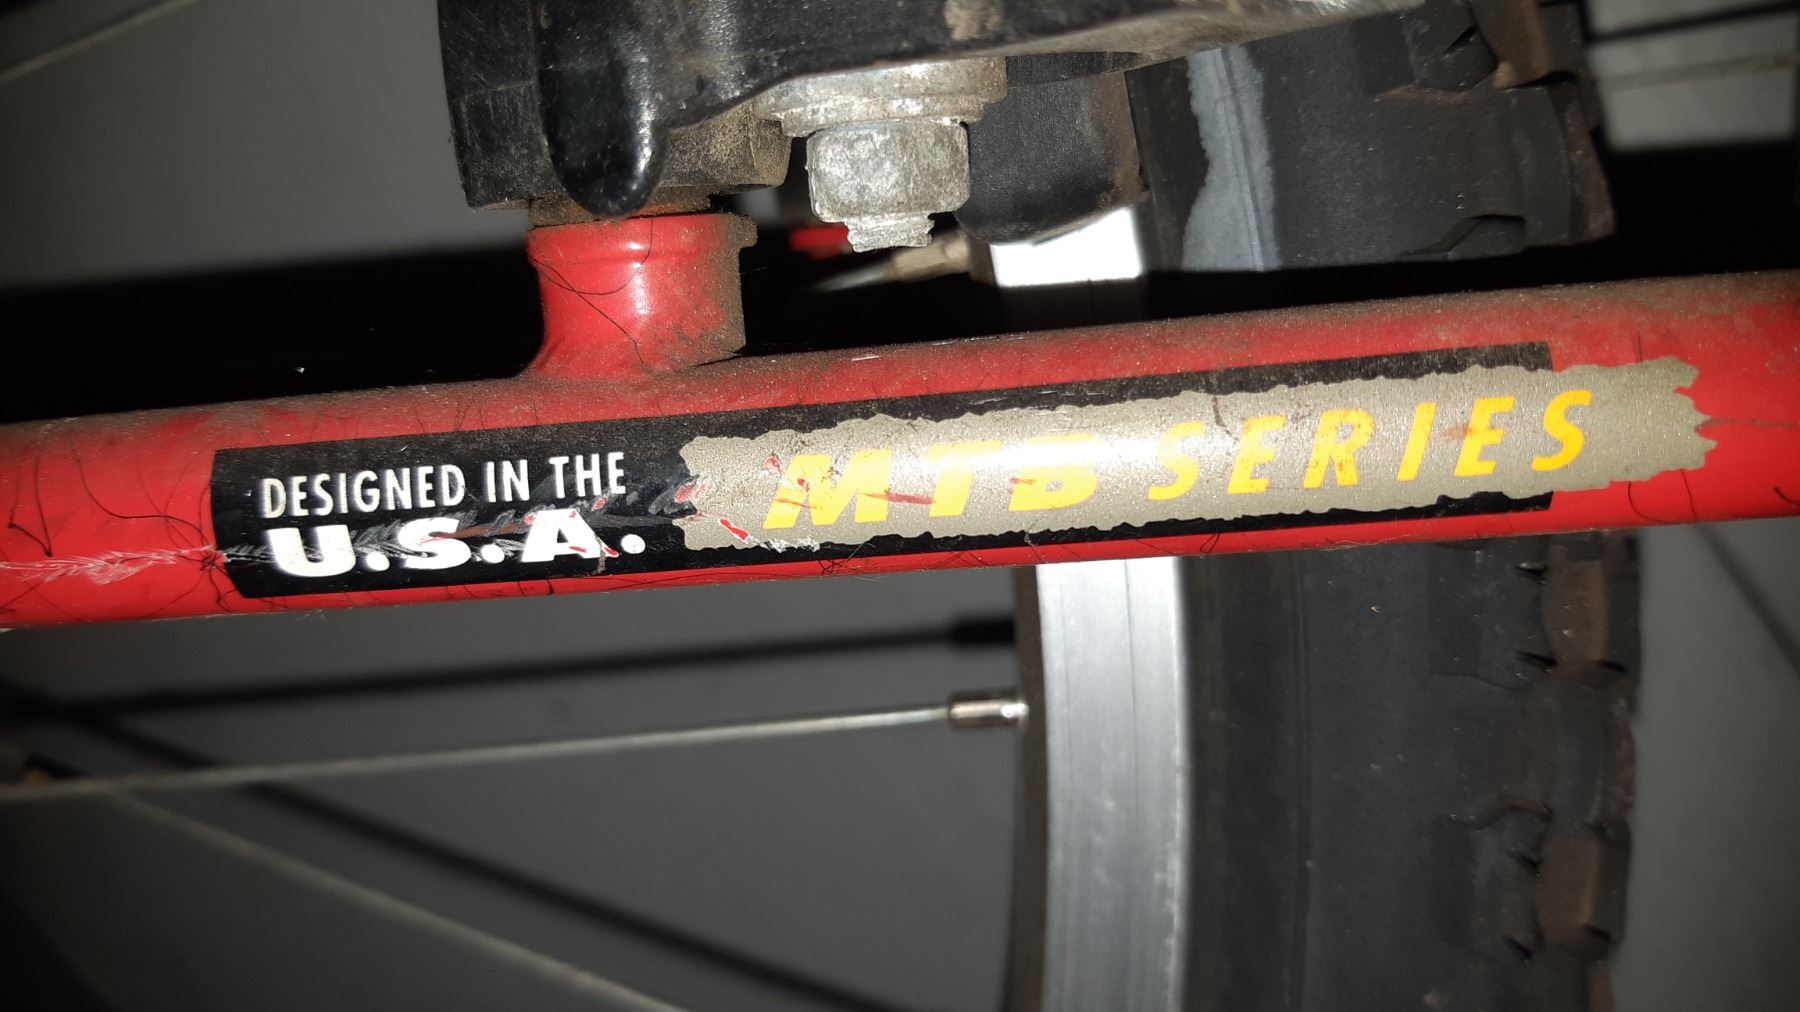 DESIGNED IN THE
U.S.A.
MTB SERIES